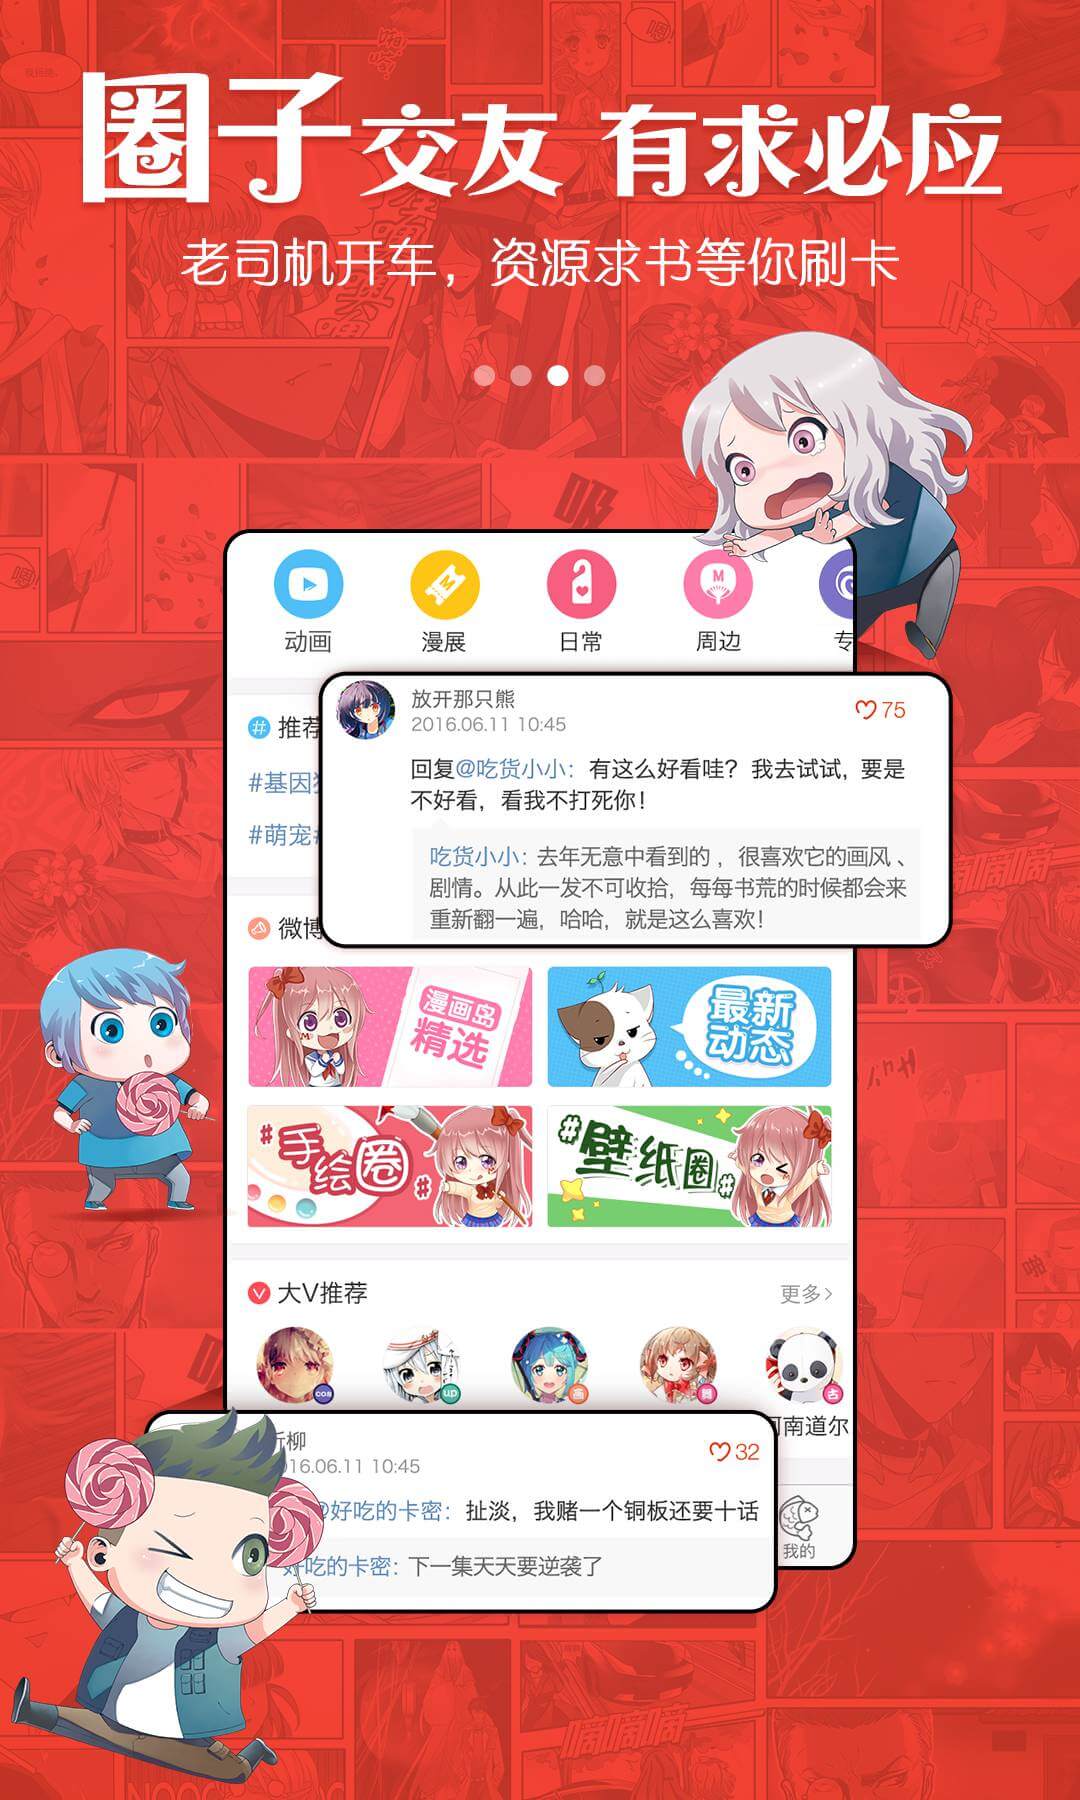 圈子交友 有求必应
老司机开车，资源求书等你刷卡
动画
漫展
日常
周边
专
推荐
#基因
#萌宠#
放开那只熊
2016.06.11 10:45
75
回复@吃货小小：有这么好看哇？我去试试，要是
不好看，看我不打死你！
吃货小小：去年无意中看到的，很喜欢它的画风、
剧情。从此一发不可收拾，每每书荒的时候都会来
重新翻一遍，哈哈，就是这么喜欢！
微博
漫画岛
精选
最新
动态
#手绘圈#
#壁纸圈#
大V推荐
更多>
cos
up
画
舞
古
河南道尔
柳
16.06.11 10:45
32
@好吃的卡密：扯淡，我赌一个铜板还要十话
好吃的卡密：下一集天天要逆袭了
我的